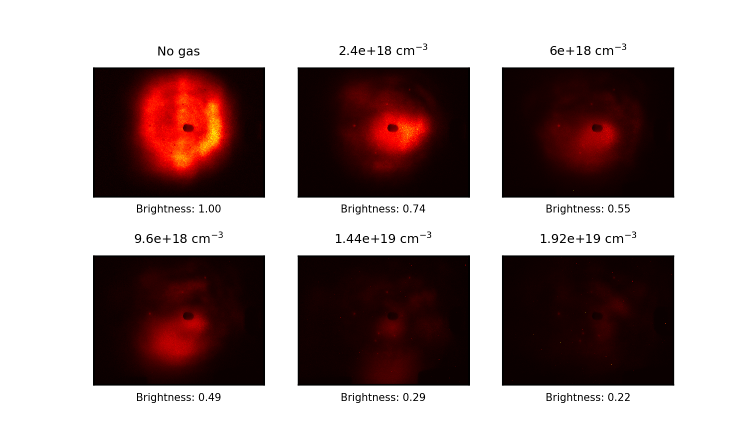 No gas 2.4e+18 cm⁻³ 6e+18 cm⁻³
Brightness: 1.00 Brightness: 0.74 Brightness: 0.55
9.6e+18 cm⁻³ 1.44e+19 cm⁻³ 1.92e+19 cm⁻³
Brightness: 0.49 Brightness: 0.29 Brightness: 0.22